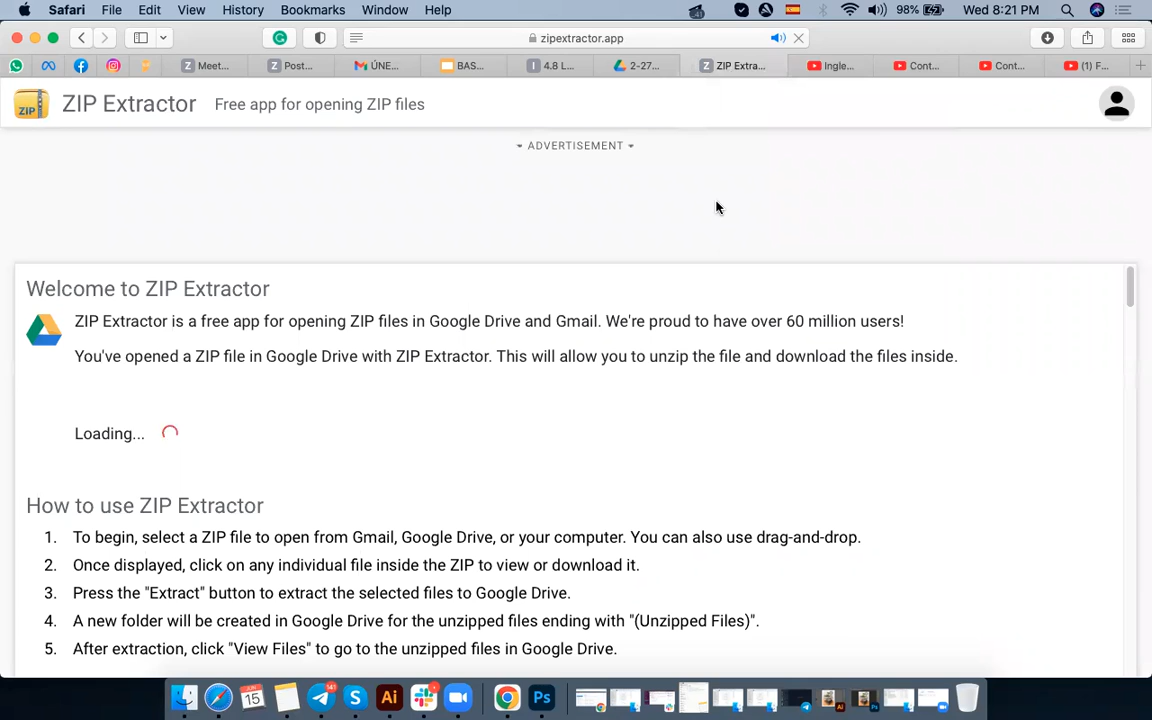 Safari File Edit View History Bookmarks Window Help 98% Wed 8:21 PM
zipextractor.app
Meet... Post... ÚNE... BAS... 4.8 L... 2-27... ZIP Extra... Ingle... Cont... Cont... (1) F...
ZIP ZIP Extractor Free app for opening ZIP files
ADVERTISEMENT
Welcome to ZIP Extractor
ZIP Extractor is a free app for opening ZIP files in Google Drive and Gmail. We're proud to have over 60 million users!
You've opened a ZIP file in Google Drive with ZIP Extractor. This will allow you to unzip the file and download the files inside.
Loading...
How to use ZIP Extractor
1. To begin, select a ZIP file to open from Gmail, Google Drive, or your computer. You can also use drag-and-drop.
2. Once displayed, click on any individual file inside the ZIP to view or download it.
3. Press the "Extract" button to extract the selected files to Google Drive.
4. A new folder will be created in Google Drive for the unzipped files ending with "(Unzipped Files)".
5. After extraction, click "View Files" to go to the unzipped files in Google Drive.
15 141 Ai Ps